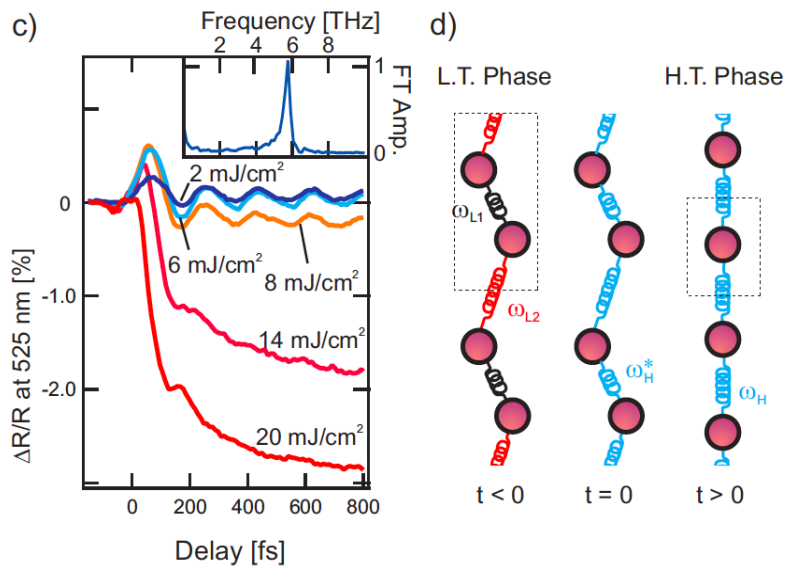 c)
Frequency [THz]
2 4 6 8
1
0
FT Amp.
0
-1.0
-2.0
ΔR/R at 525 nm [%]
2 mJ/cm²
6 mJ/cm²
8 mJ/cm²
14 mJ/cm²
20 mJ/cm²
0 200 400 600 800
Delay [fs]
d)
L.T. Phase H.T. Phase
ωL1
ωL2
ω*H
ωH
t < 0 t = 0 t > 0